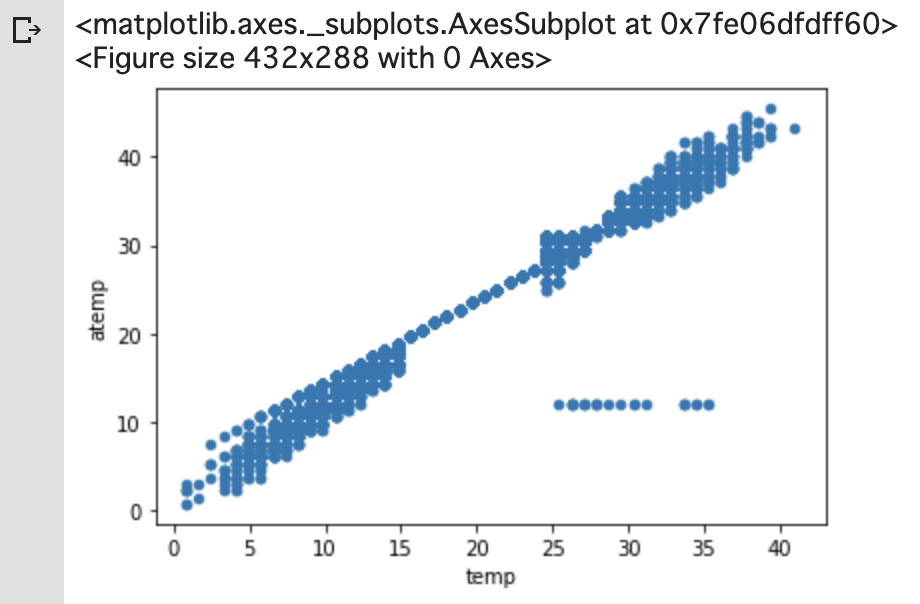 <matplotlib.axes._subplots.AxesSubplot at 0x7fe06dfdff60>
<Figure size 432x288 with 0 Axes>
40
30
20
10
0
atemp
0 5 10 15 20 25 30 35 40
temp